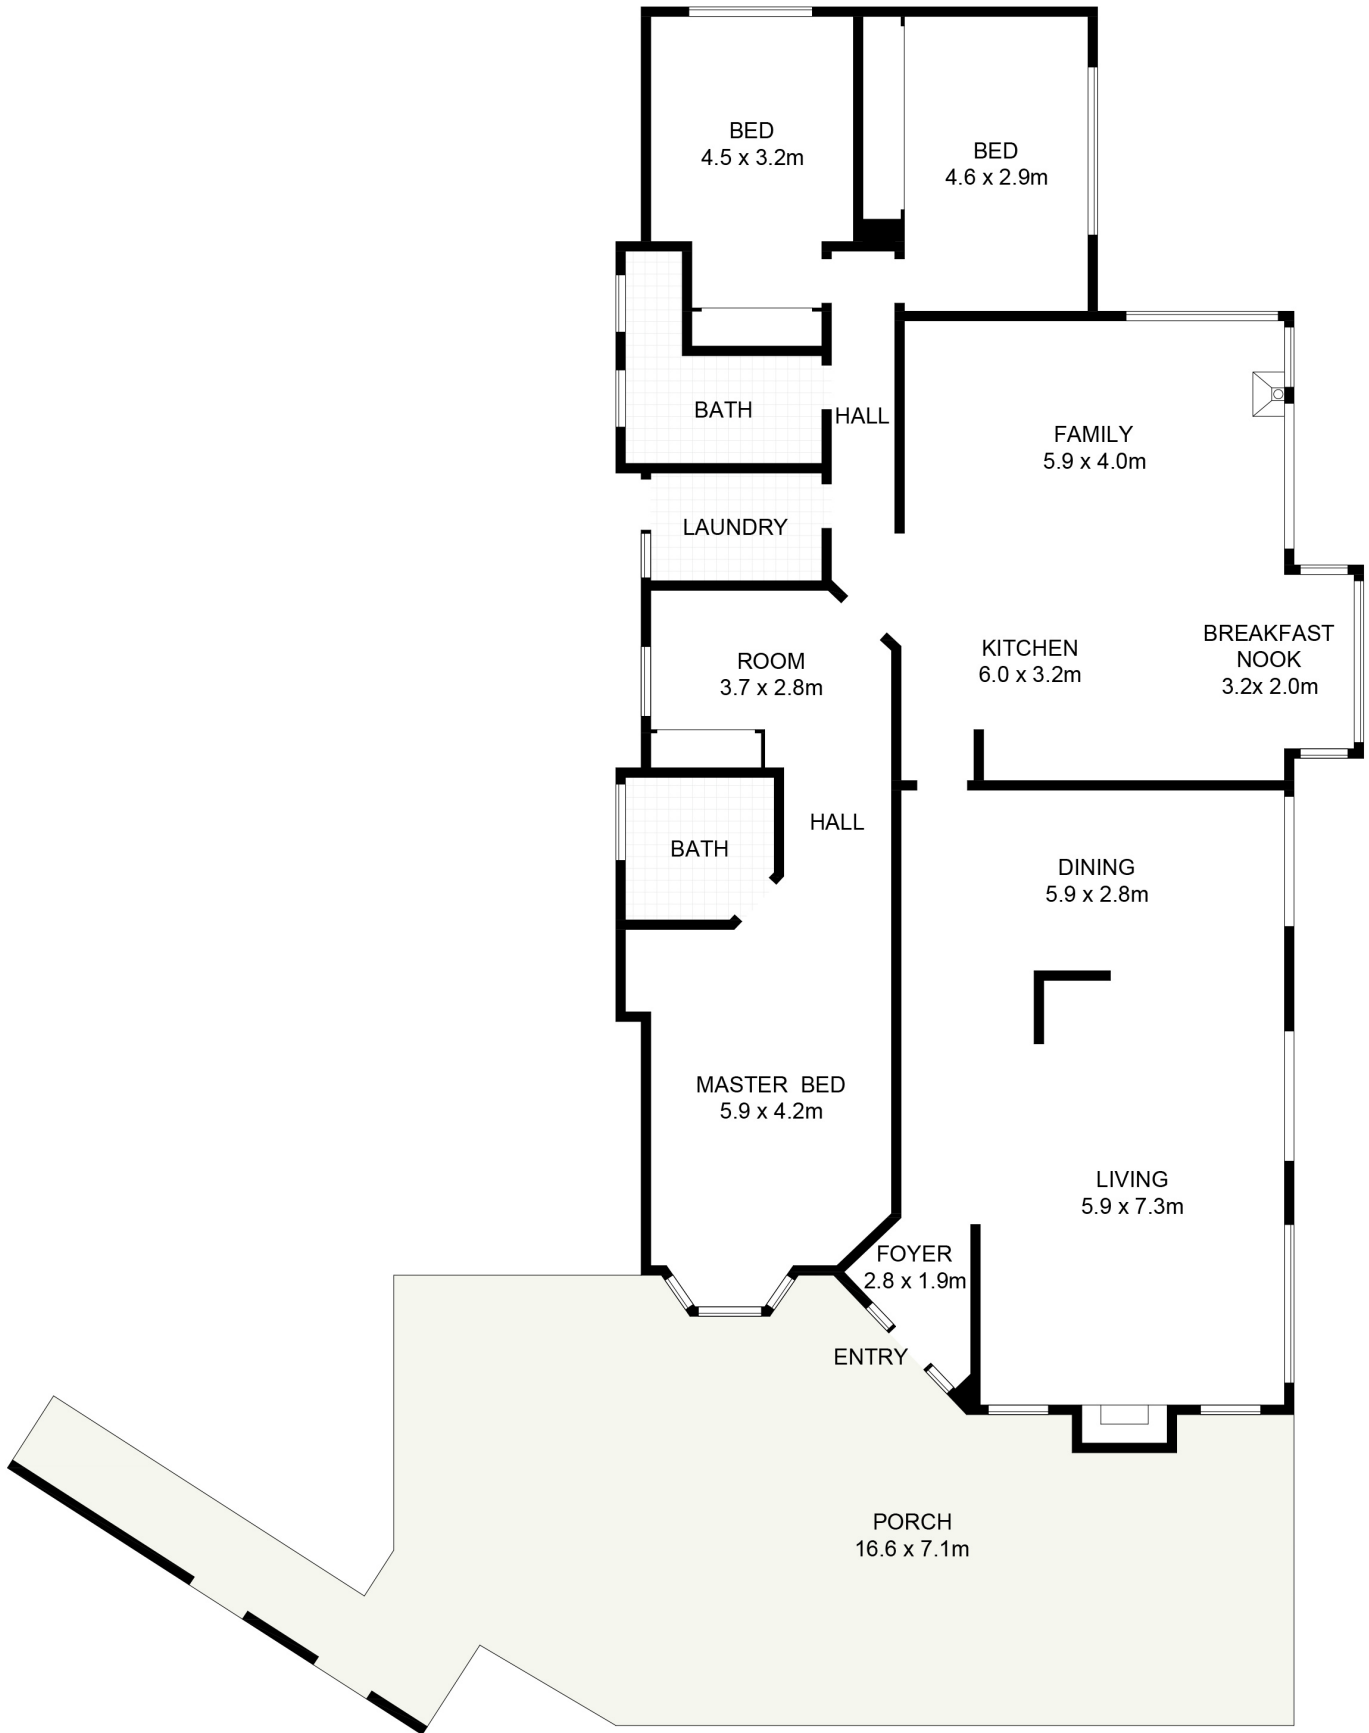 BED
4.5 x 3.2m
BED
4.6 x 2.9m
BATH
HALL
FAMILY
5.9 x 4.0m
LAUNDRY
ROOM
3.7 x 2.8m
KITCHEN
6.0 x 3.2m
BREAKFAST
NOOK
3.2x 2.0m
HALL
BATH
DINING
5.9 x 2.8m
MASTER  BED
5.9 x 4.2m
LIVING
5.9 x 7.3m
FOYER
2.8 x 1.9m
ENTRY
PORCH
16.6 x 7.1m